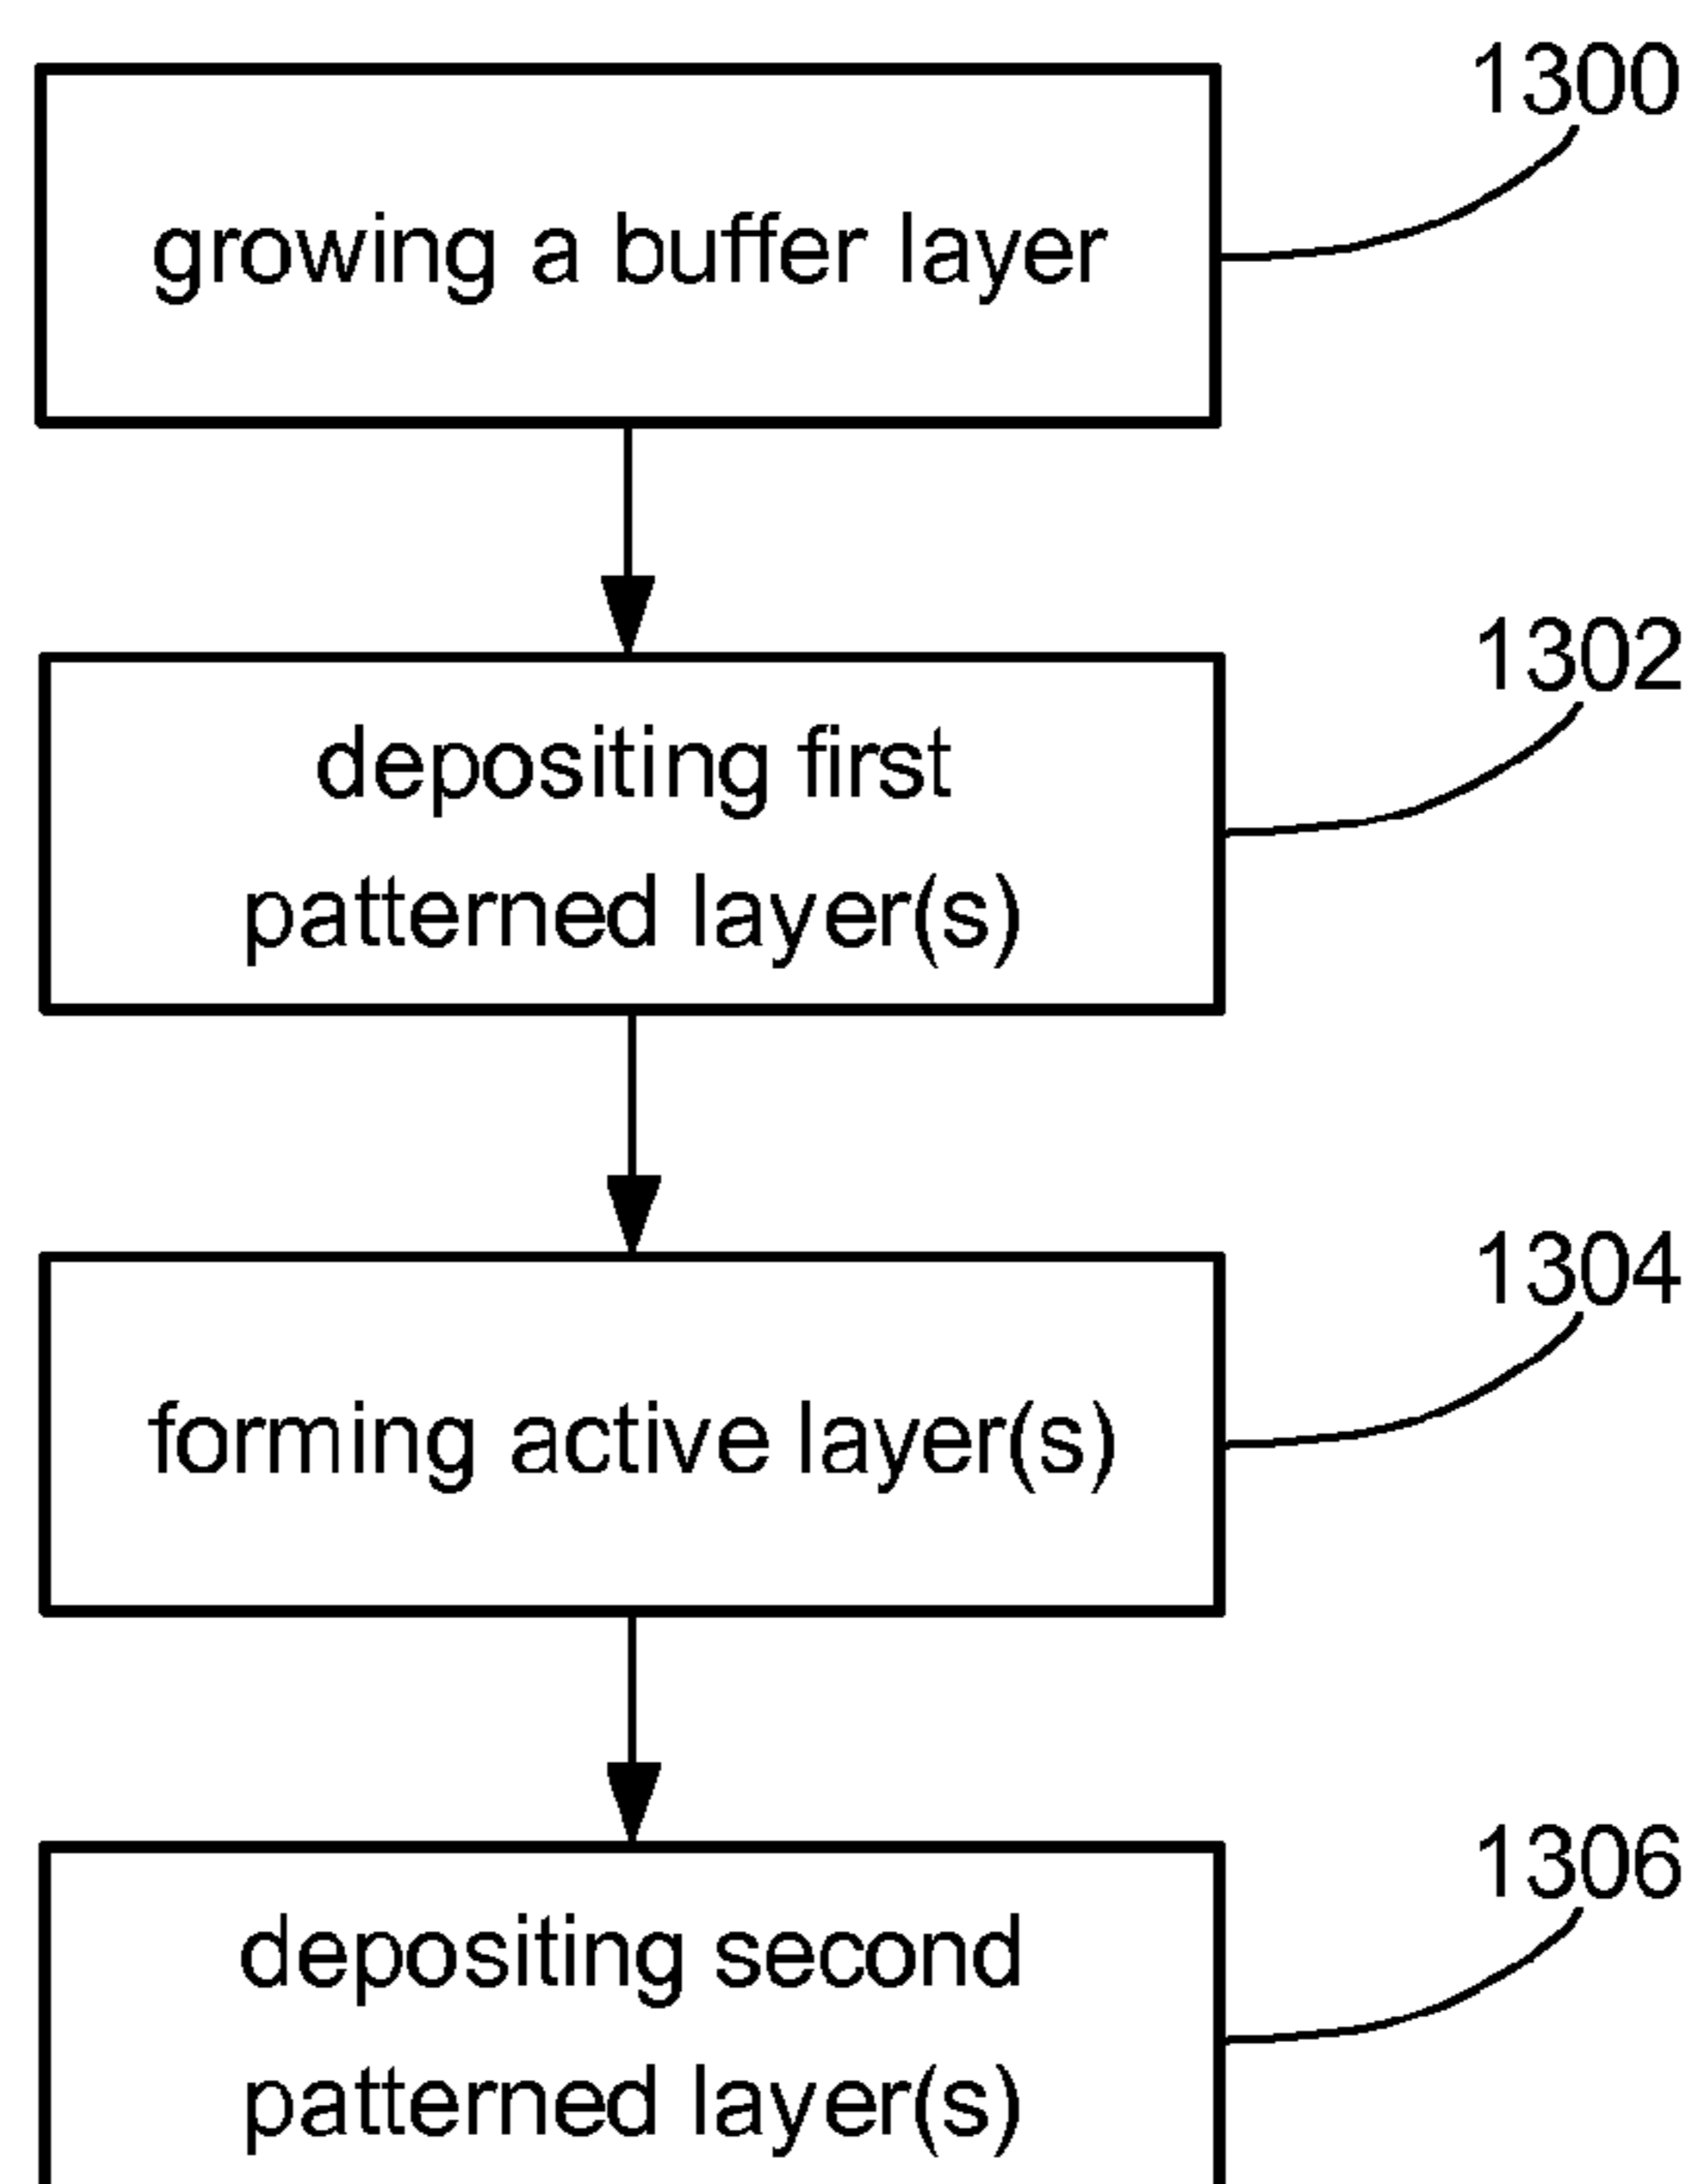 1300
growing a buffer layer
1302
depositing first
patterned layer(s)
1304
forming active layer(s)
1306
depositing second
patterned layer(s)